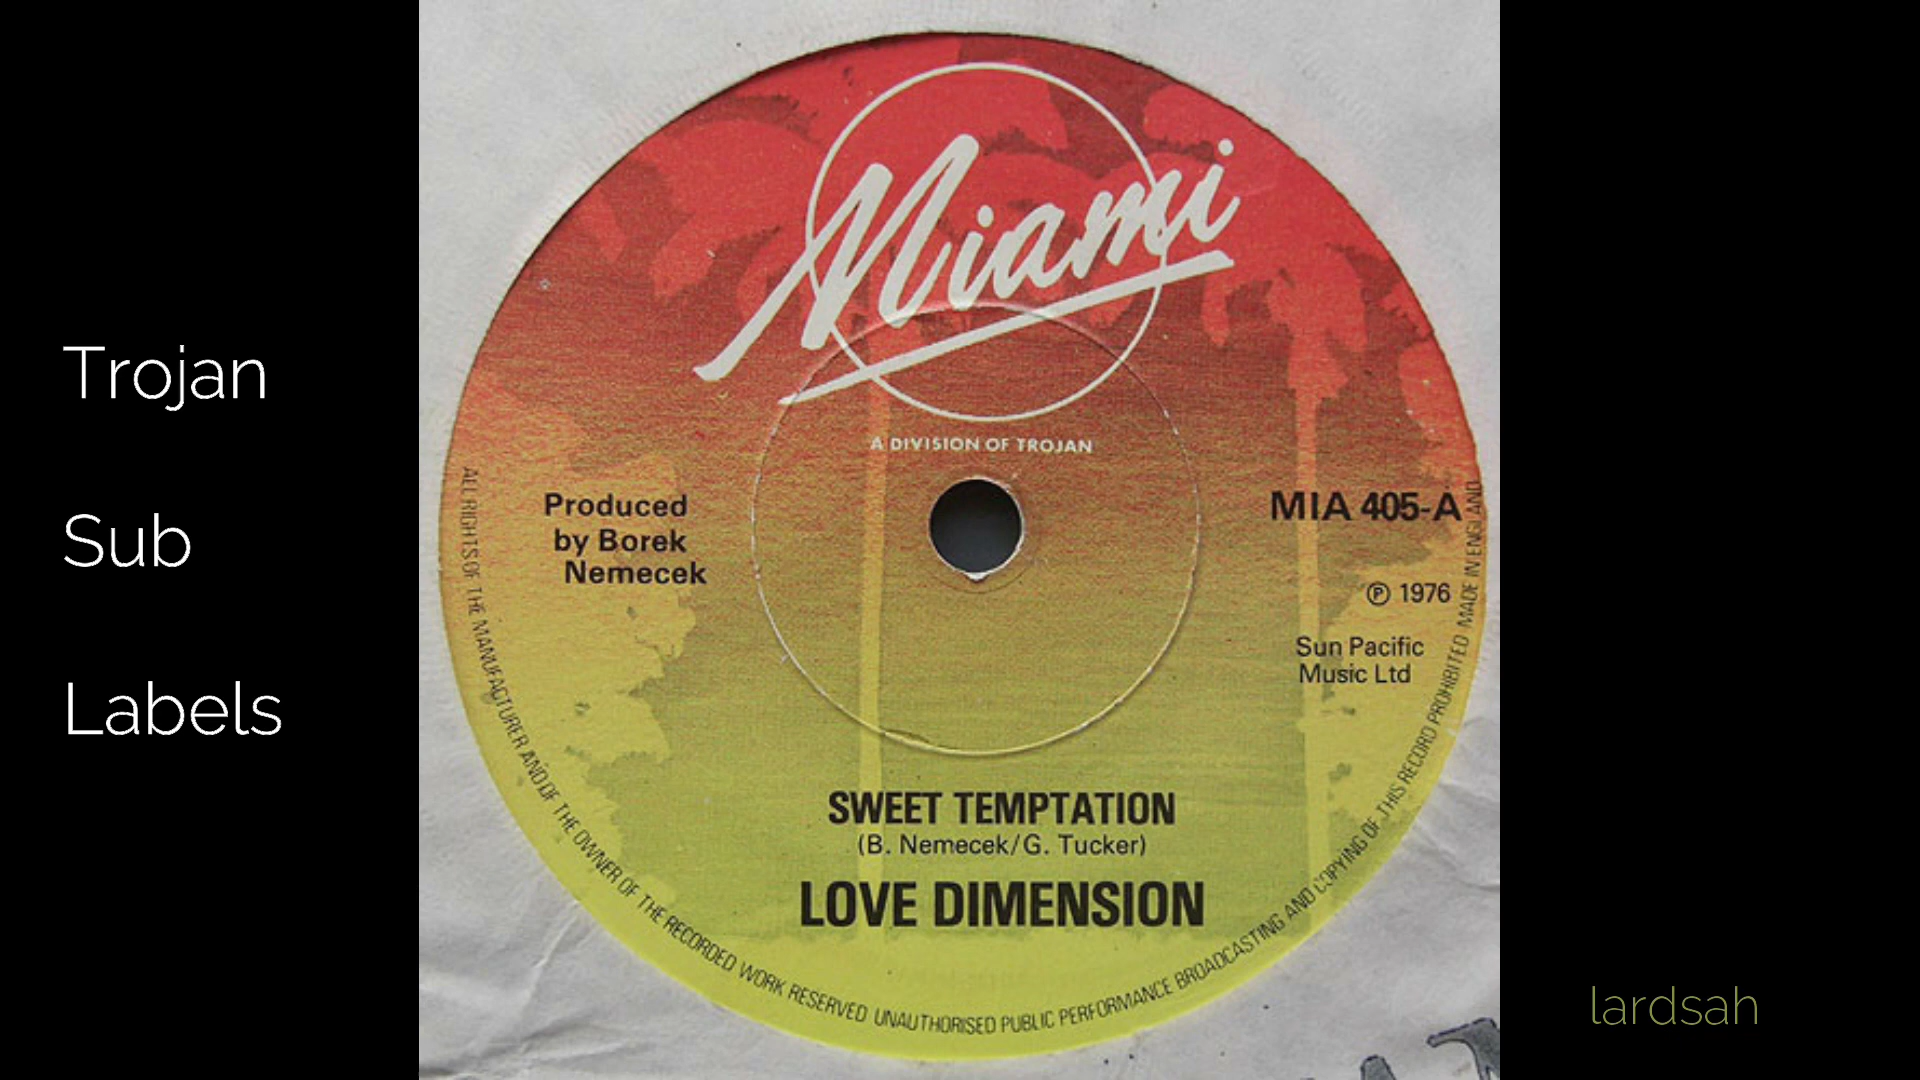 Trojan
Sub
Labels
Miami
A DIVISION OF TROJAN
Produced
by Borek
Nemecek
MIA 405-A
Ⓟ 1976
Sun Pacific
Music Ltd
SWEET TEMPTATION
(B. Nemecek/G. Tucker)
LOVE DIMENSION
ALL RIGHTS OF THE MANUFACTURER AND OF THE OWNER OF THE RECORDED WORK RESERVED UNAUTHORISED PUBLIC PERFORMANCE BROADCASTING AND COPYING OF THIS RECORD PROHIBITED MADE IN ENGLAND
lardsah